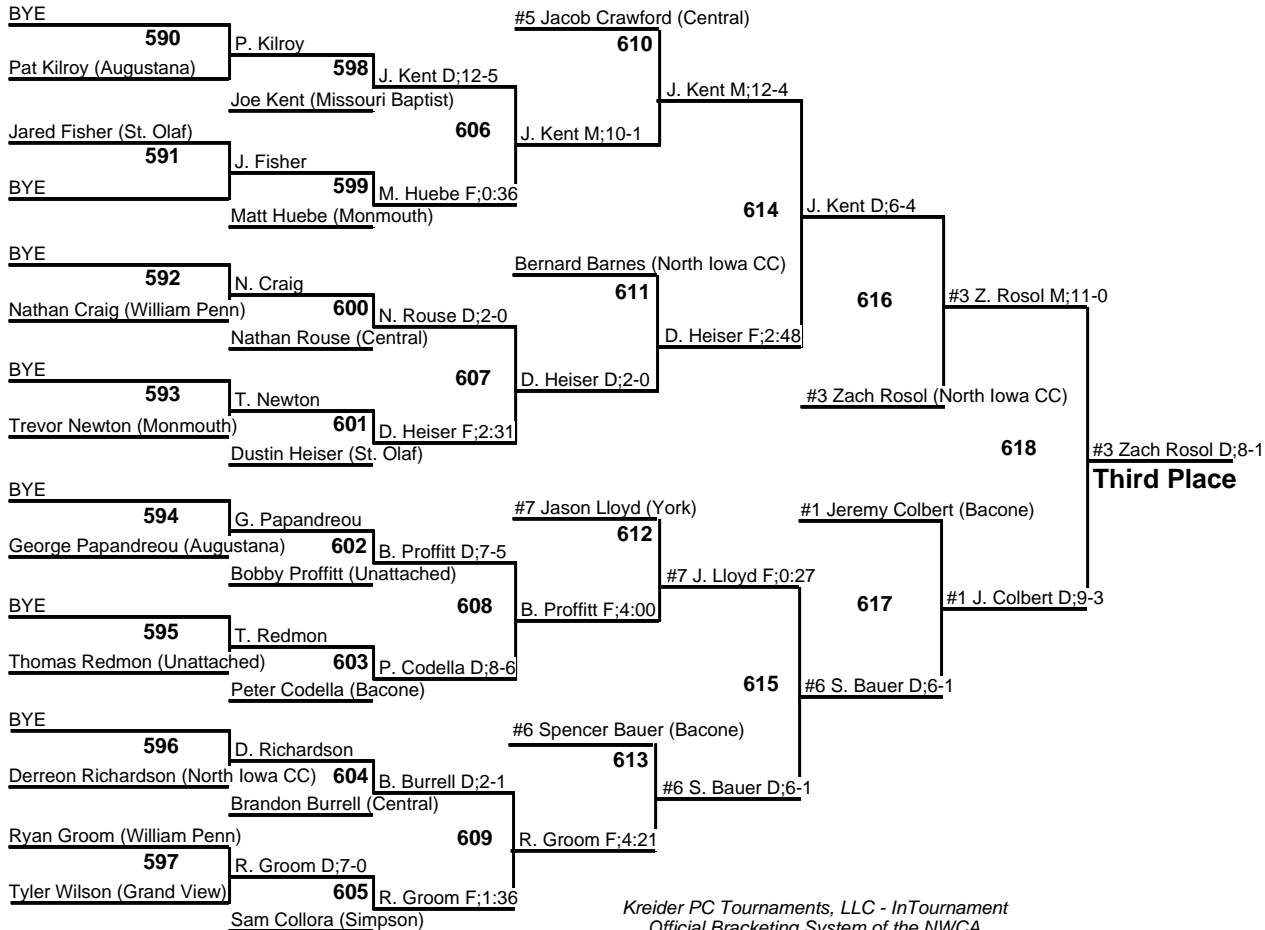 BYE
590
Pat Kilroy (Augustana)
P. Kilroy
598
Joe Kent (Missouri Baptist)
J. Kent D;12-5
Jared Fisher (St. Olaf)
591
BYE
J. Fisher
599
Matt Huebe (Monmouth)
M. Huebe F;0:36
606
J. Kent M;10-1
#5 Jacob Crawford (Central)
610
J. Kent M;12-4
BYE
592
Nathan Craig (William Penn)
N. Craig
600
Nathan Rouse (Central)
N. Rouse D;2-0
BYE
593
Trevor Newton (Monmouth)
T. Newton
601
Dustin Heiser (St. Olaf)
D. Heiser F;2:31
607
D. Heiser D;2-0
Bernard Barnes (North Iowa CC)
611
D. Heiser F;2:48
614
J. Kent D;6-4
616
#3 Zach Rosol (North Iowa CC)
#3 Z. Rosol M;11-0
BYE
594
George Papandreou (Augustana)
G. Papandreou
602
Bobby Proffitt (Unattached)
B. Proffitt D;7-5
BYE
595
Thomas Redmon (Unattached)
T. Redmon
603
Peter Codella (Bacone)
P. Codella D;8-6
608
B. Proffitt F;4:00
#7 Jason Lloyd (York)
612
#7 J. Lloyd F;0:27
BYE
596
Derreon Richardson (North Iowa CC)
D. Richardson
604
Brandon Burrell (Central)
B. Burrell D;2-1
Ryan Groom (William Penn)
597
Tyler Wilson (Grand View)
R. Groom D;7-0
605
Sam Collora (Simpson)
R. Groom F;1:36
609
R. Groom F;4:21
#6 Spencer Bauer (Bacone)
613
#6 S. Bauer D;6-1
615
#6 S. Bauer D;6-1
#1 Jeremy Colbert (Bacone)
617
#1 J. Colbert D;9-3
618
#3 Zach Rosol D;8-1
Third Place
Kreider PC Tournaments, LLC - InTournament
Official Bracketing System of the NWCA